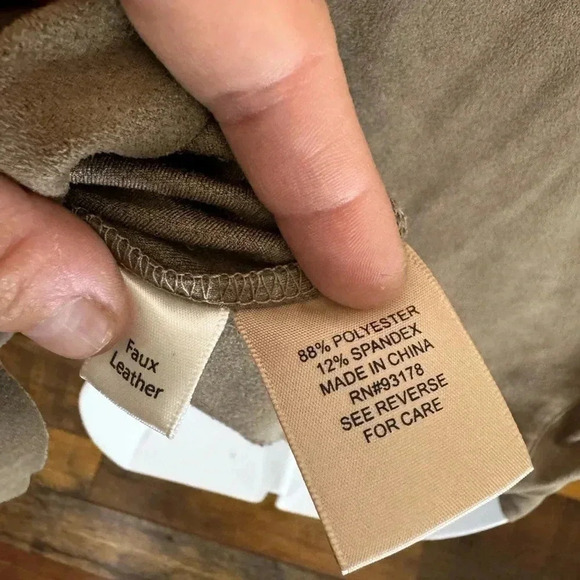 Faux
Leather
88% POLYESTER
12% SPANDEX
MADE IN CHINA
RN#93178
SEE REVERSE
FOR CARE